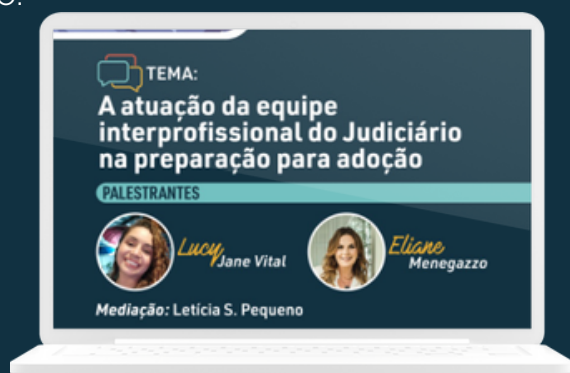 TEMA:
A atuação da equipe
interprofissional do Judiciário
na preparação para adoção
PALESTRANTES
Lucy
Jane Vital
Eliane
Menegazzo
Mediação: Letícia S. Pequeno